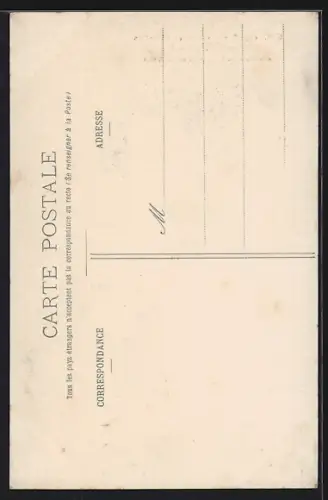 CARTE POSTALE
Tous les pays étrangers n'acceptent pas la correspondance au recto (Se renseigner à la Poste)
CORRESPONDANCE
ADRESSE
M